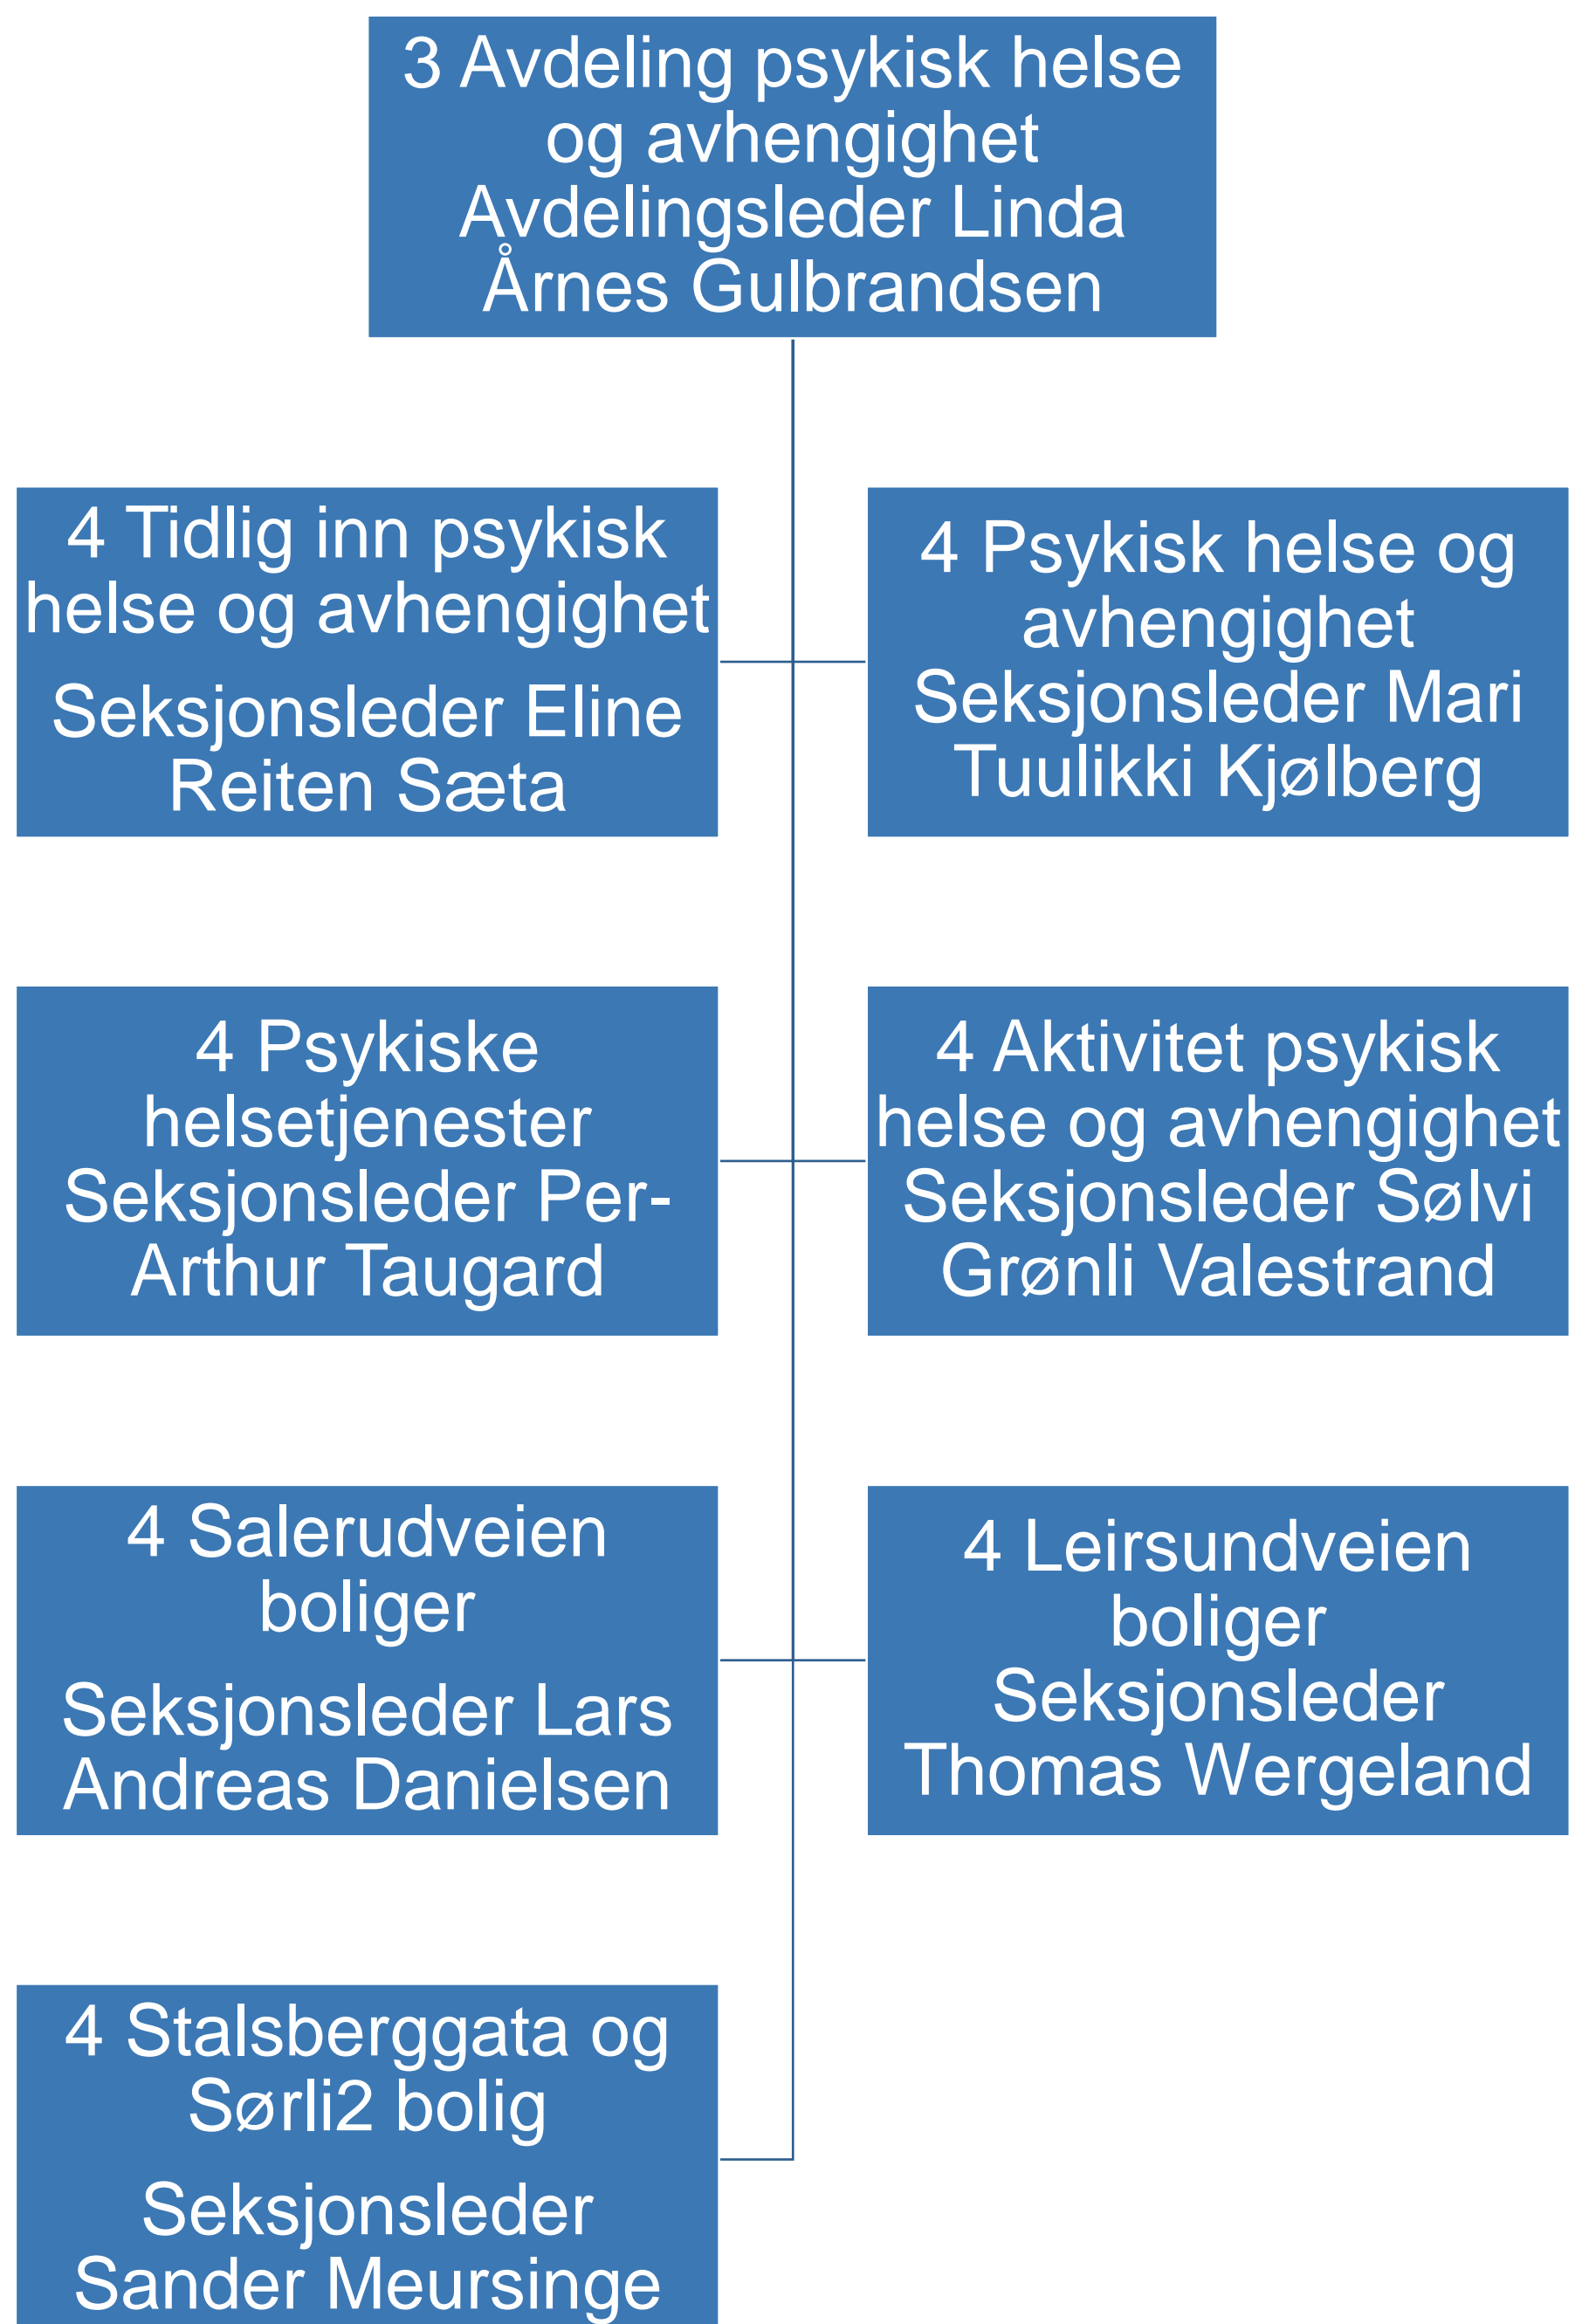 3 Avdeling psykisk helse
og avhengighet
Avdelingsleder Linda
Årnes Gulbrandsen
4 Tidlig inn psykisk
helse og avhengighet
Seksjonsleder Eline
Reiten Sæta
4 Psykisk helse og
avhengighet
Seksjonsleder Mari
Tuulikki Kjølberg
4 Psykiske
helsetjenester
Seksjonsleder Per-
Arthur Taugard
4 Aktivitet psykisk
helse og avhengighet
Seksjonsleder Sølvi
Grønli Valestrand
4 Salerudveien
boliger
Seksjonsleder Lars
Andreas Danielsen
4 Leirsundveien
boliger
Seksjonsleder
Thomas Wergeland
4 Stalsberggata og
Sørli2 bolig
Seksjonsleder
Sander Meursinge